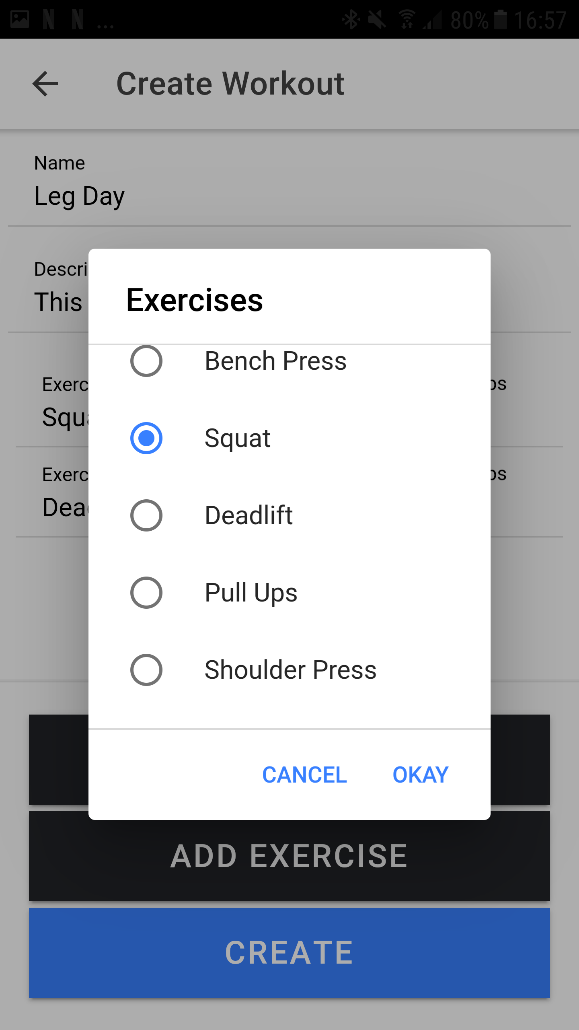 80% 16:57
Create Workout
Name
Leg Day
This
Exercises
Bench Press
Squat
Deadlift
Pull Ups
Shoulder Press
CANCEL OKAY
ADD EXERCISE
CREATE